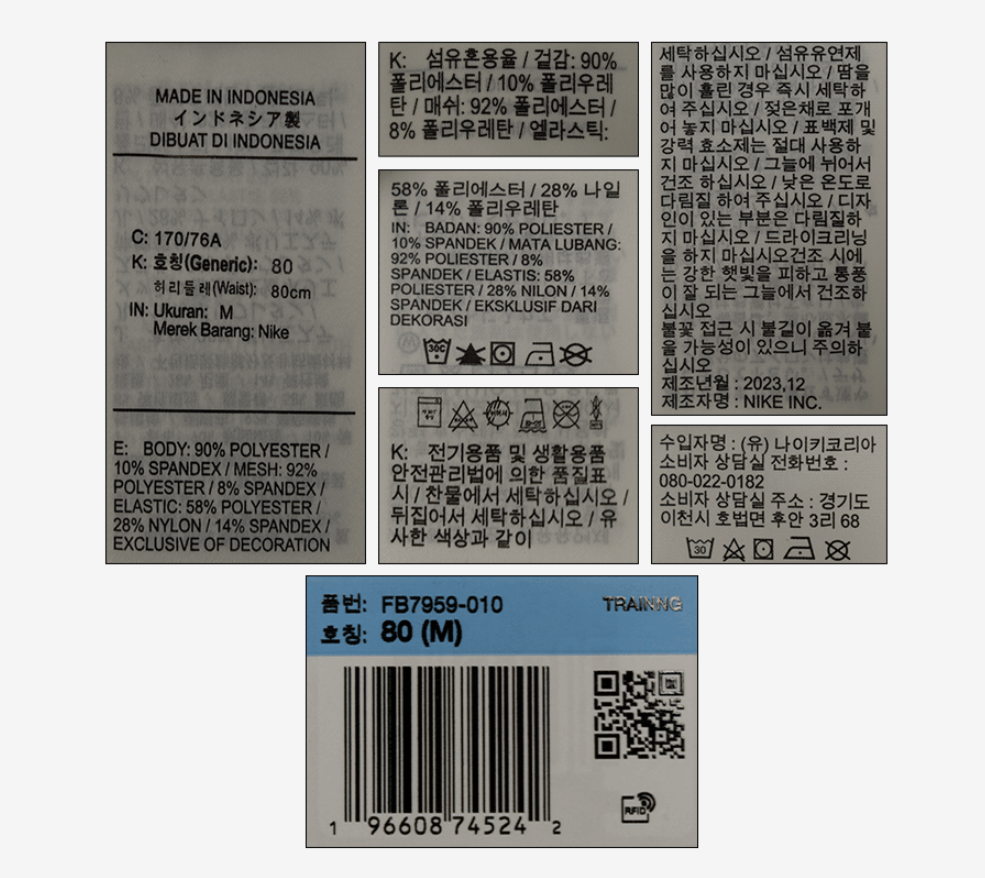 MADE IN INDONESIA
インドネシア製
DIBUAT DI INDONESIA
C: 170/76A
K: 호칭(Generic): 80
허리둘레(Waist): 80cm
IN: Ukuran: M
Merek Barang: Nike
E: BODY: 90% POLYESTER /
10% SPANDEX / MESH: 92%
POLYESTER / 8% SPANDEX /
ELASTIC: 58% POLYESTER /
28% NYLON / 14% SPANDEX /
EXCLUSIVE OF DECORATION
K: 섬유혼용율 / 겉감: 90%
폴리에스터 / 10% 폴리우레
탄 / 매쉬: 92% 폴리에스터 /
8% 폴리우레탄 / 엘라스틱:
58% 폴리에스터 / 28% 나일
론 / 14% 폴리우레탄
IN: BADAN: 90% POLIESTER /
10% SPANDEK / MATA LUBANG:
92% POLIESTER / 8%
SPANDEK / ELASTIS: 58%
POLIESTER / 28% NILON / 14%
SPANDEK / EKSKLUSIF DARI
DEKORASI
30C
K: 전기용품 및 생활용품
안전관리법에 의한 품질표
시 / 찬물에서 세탁하십시오 /
뒤집어서 세탁하십시오 / 유
사한 색상과 같이
세탁하십시오 / 섬유유연제
를 사용하지 마십시오 / 땀을
많이 흘린 경우 즉시 세탁하
여 주십시오 / 젖은채로 포개
어 놓지 마십시오 / 표백제 및
강력 효소제는 절대 사용하
지 마십시오 / 그늘에 뉘어서
건조 하십시오 / 낮은 온도로
다림질 하여 주십시오 / 디자
인이 있는 부분은 다림질하
지 마십시오 / 드라이크리닝
을 하지 마십시오건조 시에
는 강한 햇빛을 피하고 통풍
이 잘 되는 그늘에서 건조하
십시오
불꽃 접근 시 불길이 옮겨 붙
을 가능성이 있으니 주의하
십시오
제조년월 : 2023,12
제조자명 : NIKE INC.
수입자명 : (유) 나이키코리아
소비자 상담실 전화번호 :
080-022-0182
소비자 상담실 주소 : 경기도
이천시 호법면 후안 3리 68
30
품번: FB7959-010
호칭: 80 (M)
TRAINNG
1 96608 74524 2
RFID